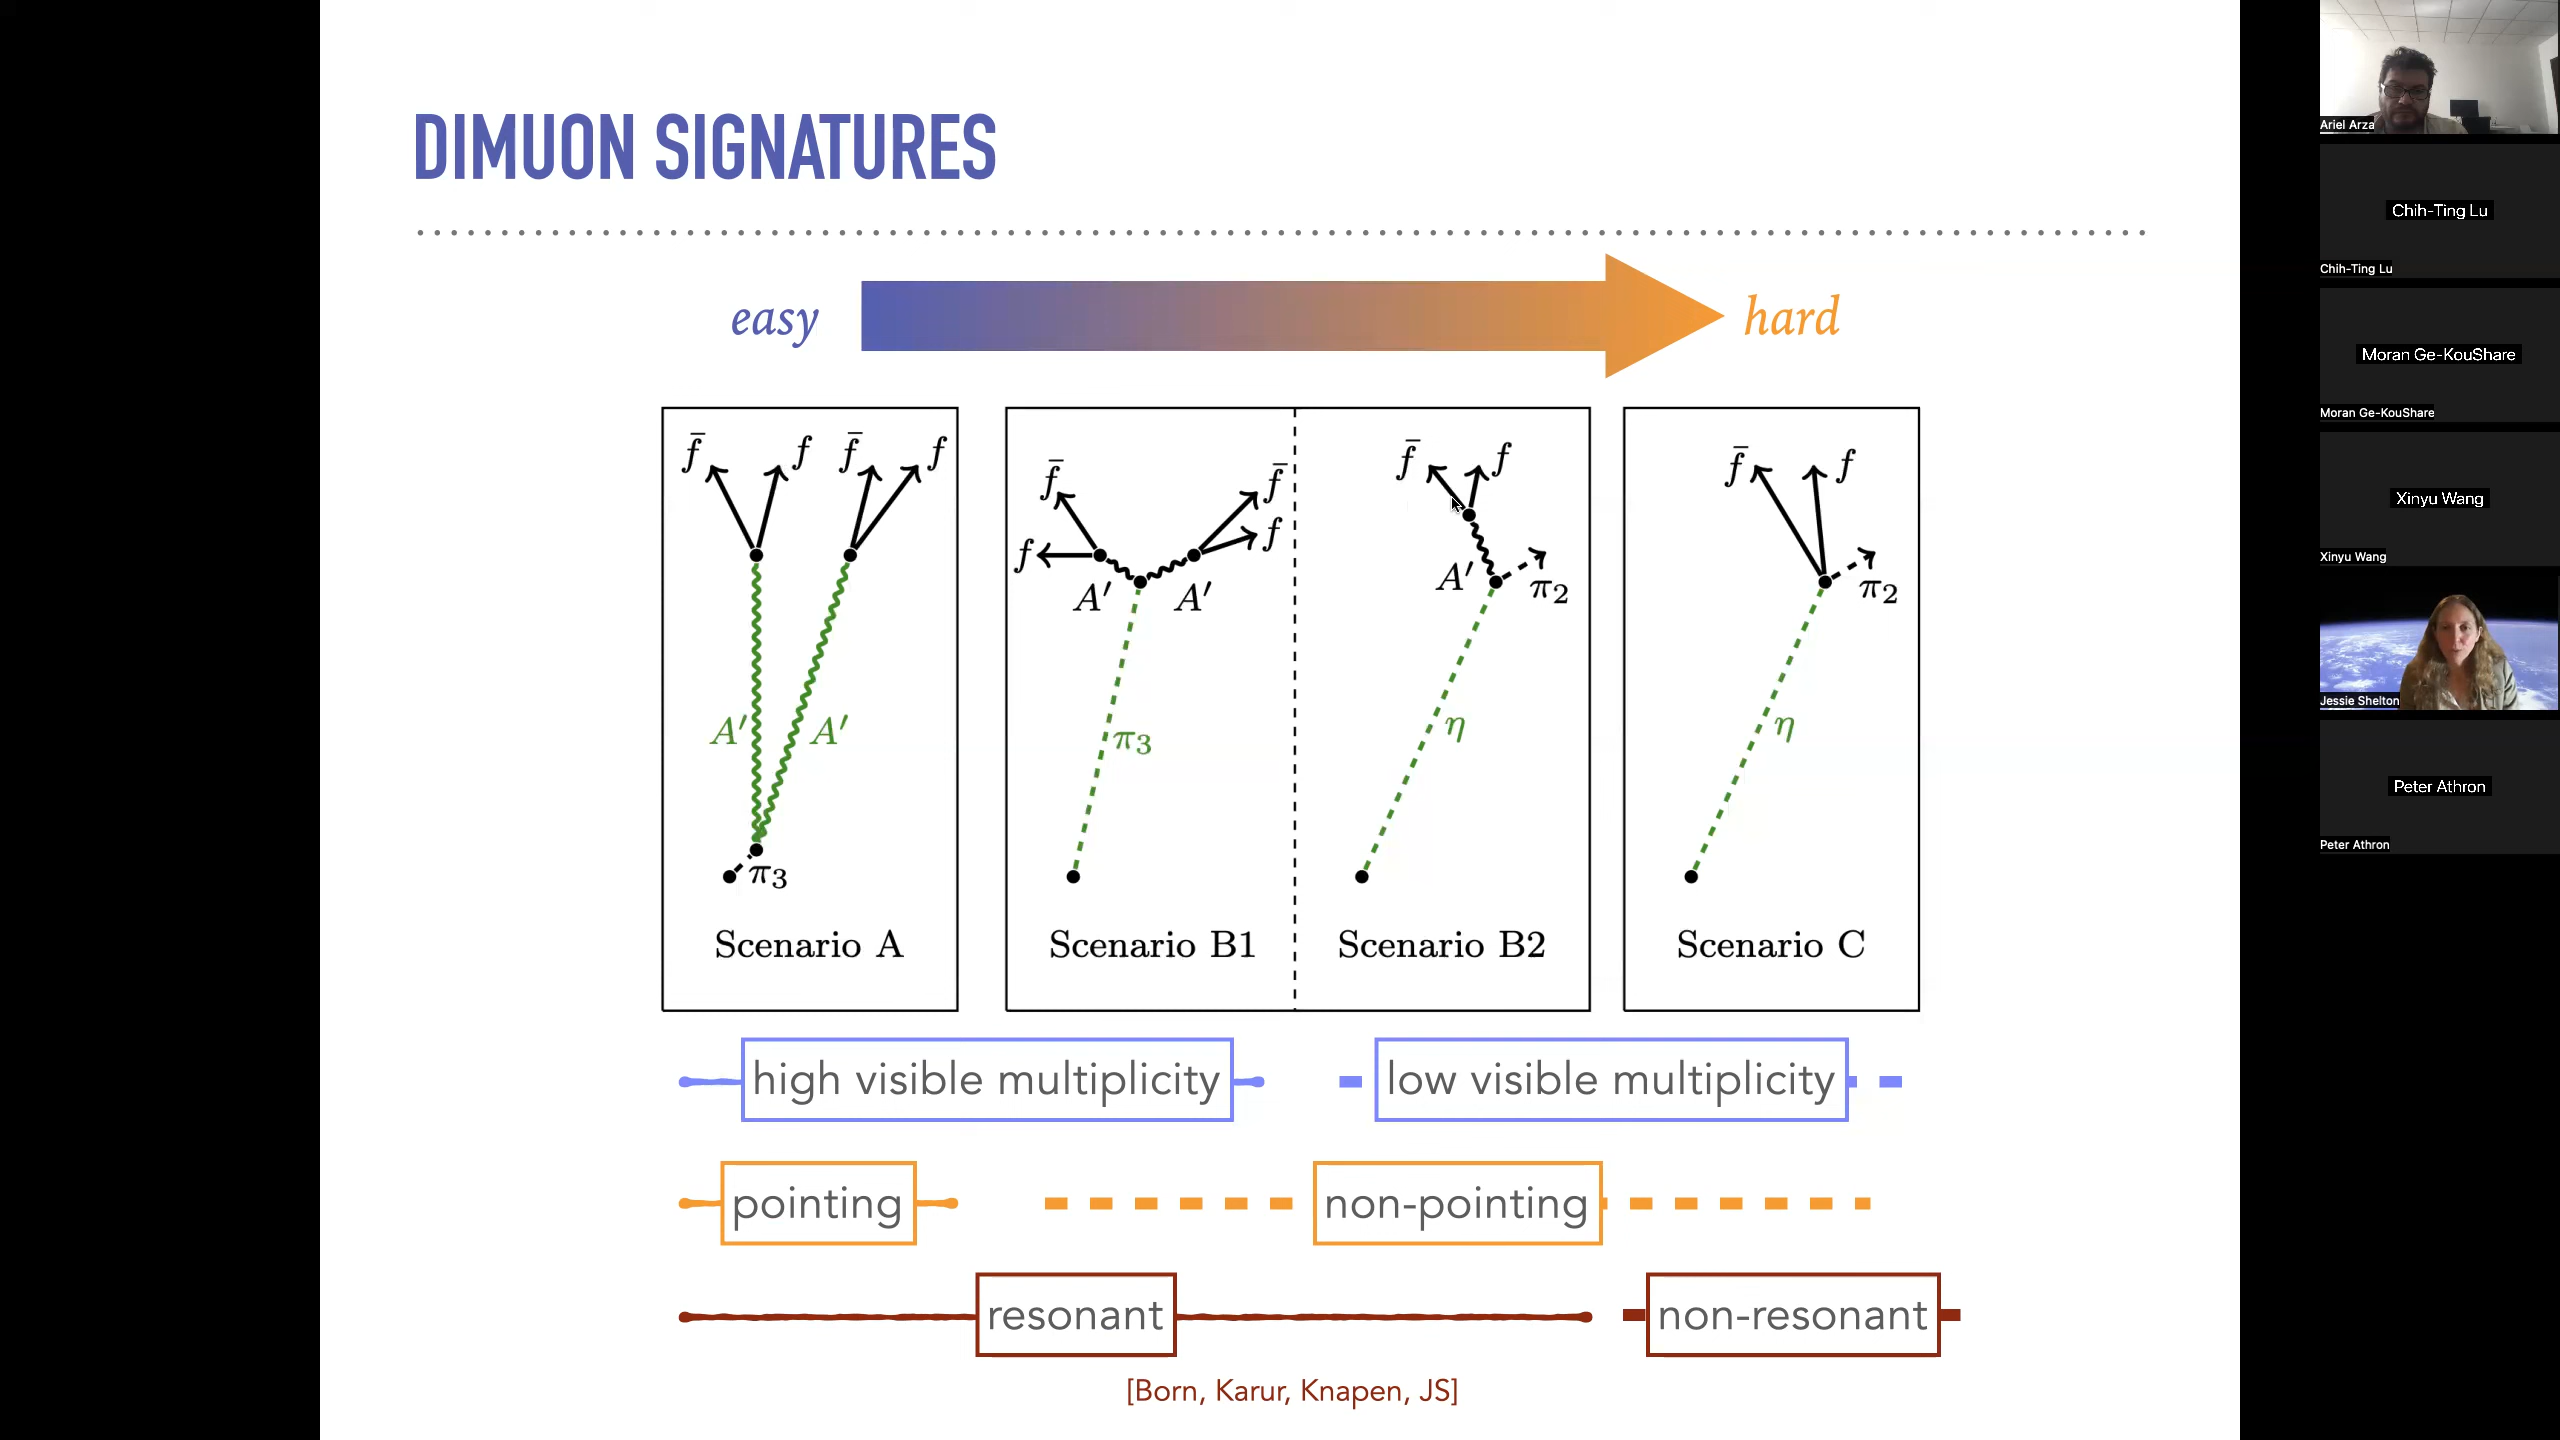 DIMUON SIGNATURES
easy
hard
f̄ f f̄ f
A′ A′
π₃
Scenario A
f̄ f̄
f f
A′ A′
π₃
Scenario B1
f̄ f
A′ π₂
η
Scenario B2
f̄ f
π₂
η
Scenario C
high visible multiplicity
low visible multiplicity
pointing
non-pointing
resonant
non-resonant
[Born, Karur, Knapen, JS]
Ariel Arza
Chih-Ting Lu
Chih-Ting Lu
Moran Ge-KouShare
Moran Ge-KouShare
Xinyu Wang
Xinyu Wang
Jessie Shelton
Peter Athron
Peter Athron